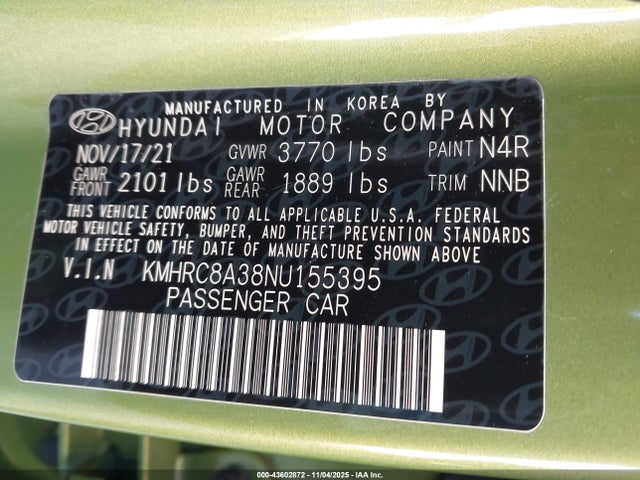 MANUFACTURED IN KOREA BY
HYUNDAI MOTOR COMPANY
NOV/17/21 GVWR 3770 lbs PAINT N4R
GAWR FRONT 2101 lbs GAWR REAR 1889 lbs TRIM NNB
THIS VEHICLE CONFORMS TO ALL APPLICABLE U.S.A. FEDERAL
MOTOR VEHICLE SAFETY, BUMPER, AND THEFT PREVENTION STANDARDS
IN EFFECT ON THE DATE OF MANUFACTURE SHOWN ABOVE
V.I.N KMHRC8A38NU155395
PASSENGER CAR
000-43602872 - 11/04/2025 - IAA Inc.